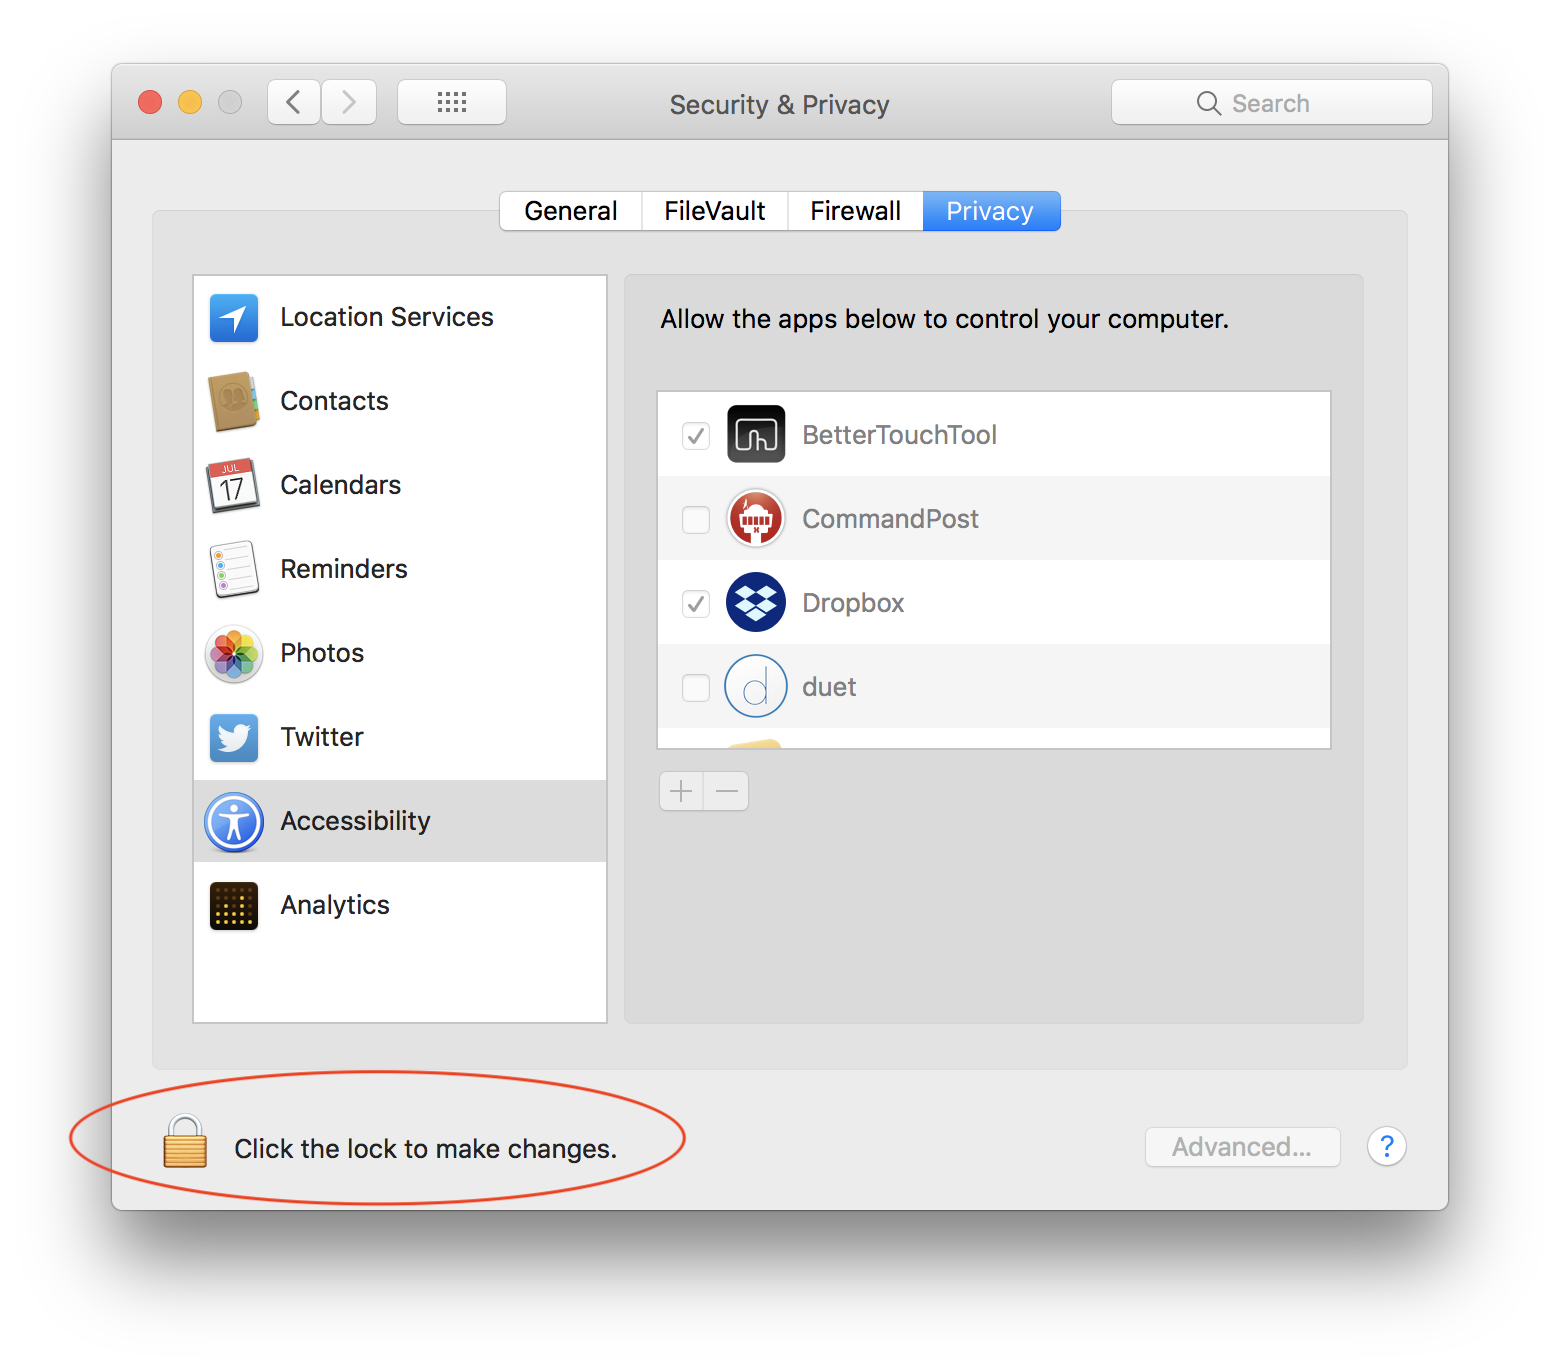 Security & Privacy
Search
General
FileVault
Firewall
Privacy
Location Services
Contacts
JUL
17
Calendars
Reminders
Photos
Twitter
Accessibility
Analytics
Allow the apps below to control your computer.
BetterTouchTool
CommandPost
Dropbox
d
duet
Click the lock to make changes.
Advanced...
?